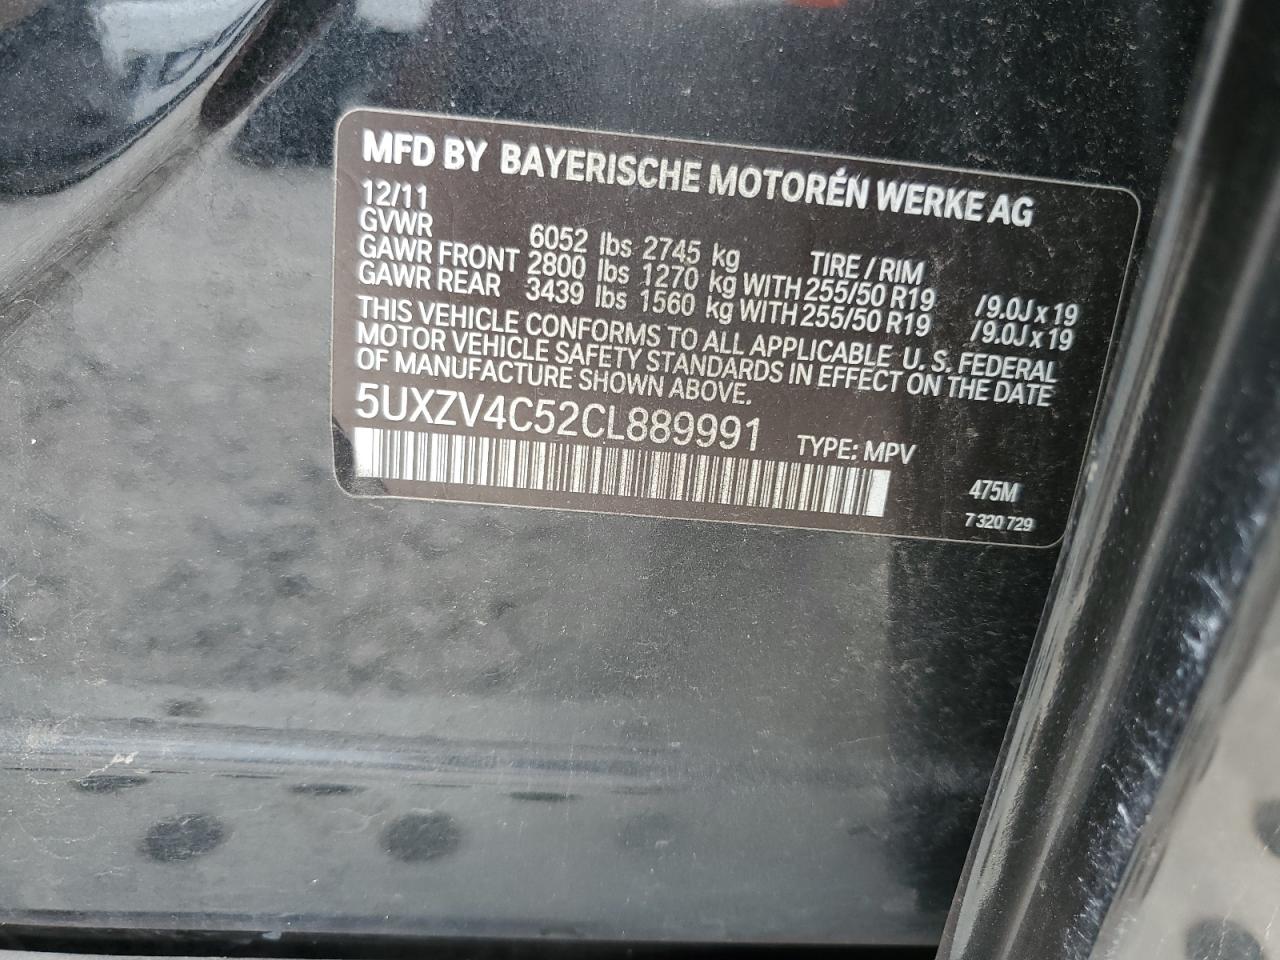 MFD BY BAYERISCHE MOTORÉN WERKE AG
12/11
GVWR 6052 lbs 2745 kg TIRE / RIM
GAWR FRONT 2800 lbs 1270 kg WITH 255/50 R19 /9.0J x 19
GAWR REAR 3439 lbs 1560 kg WITH 255/50 R19 /9.0J x 19
THIS VEHICLE CONFORMS TO ALL APPLICABLE U. S. FEDERAL
MOTOR VEHICLE SAFETY STANDARDS IN EFFECT ON THE DATE
OF MANUFACTURE SHOWN ABOVE.
5UXZV4C52CL889991 TYPE: MPV
475M
7 320 729